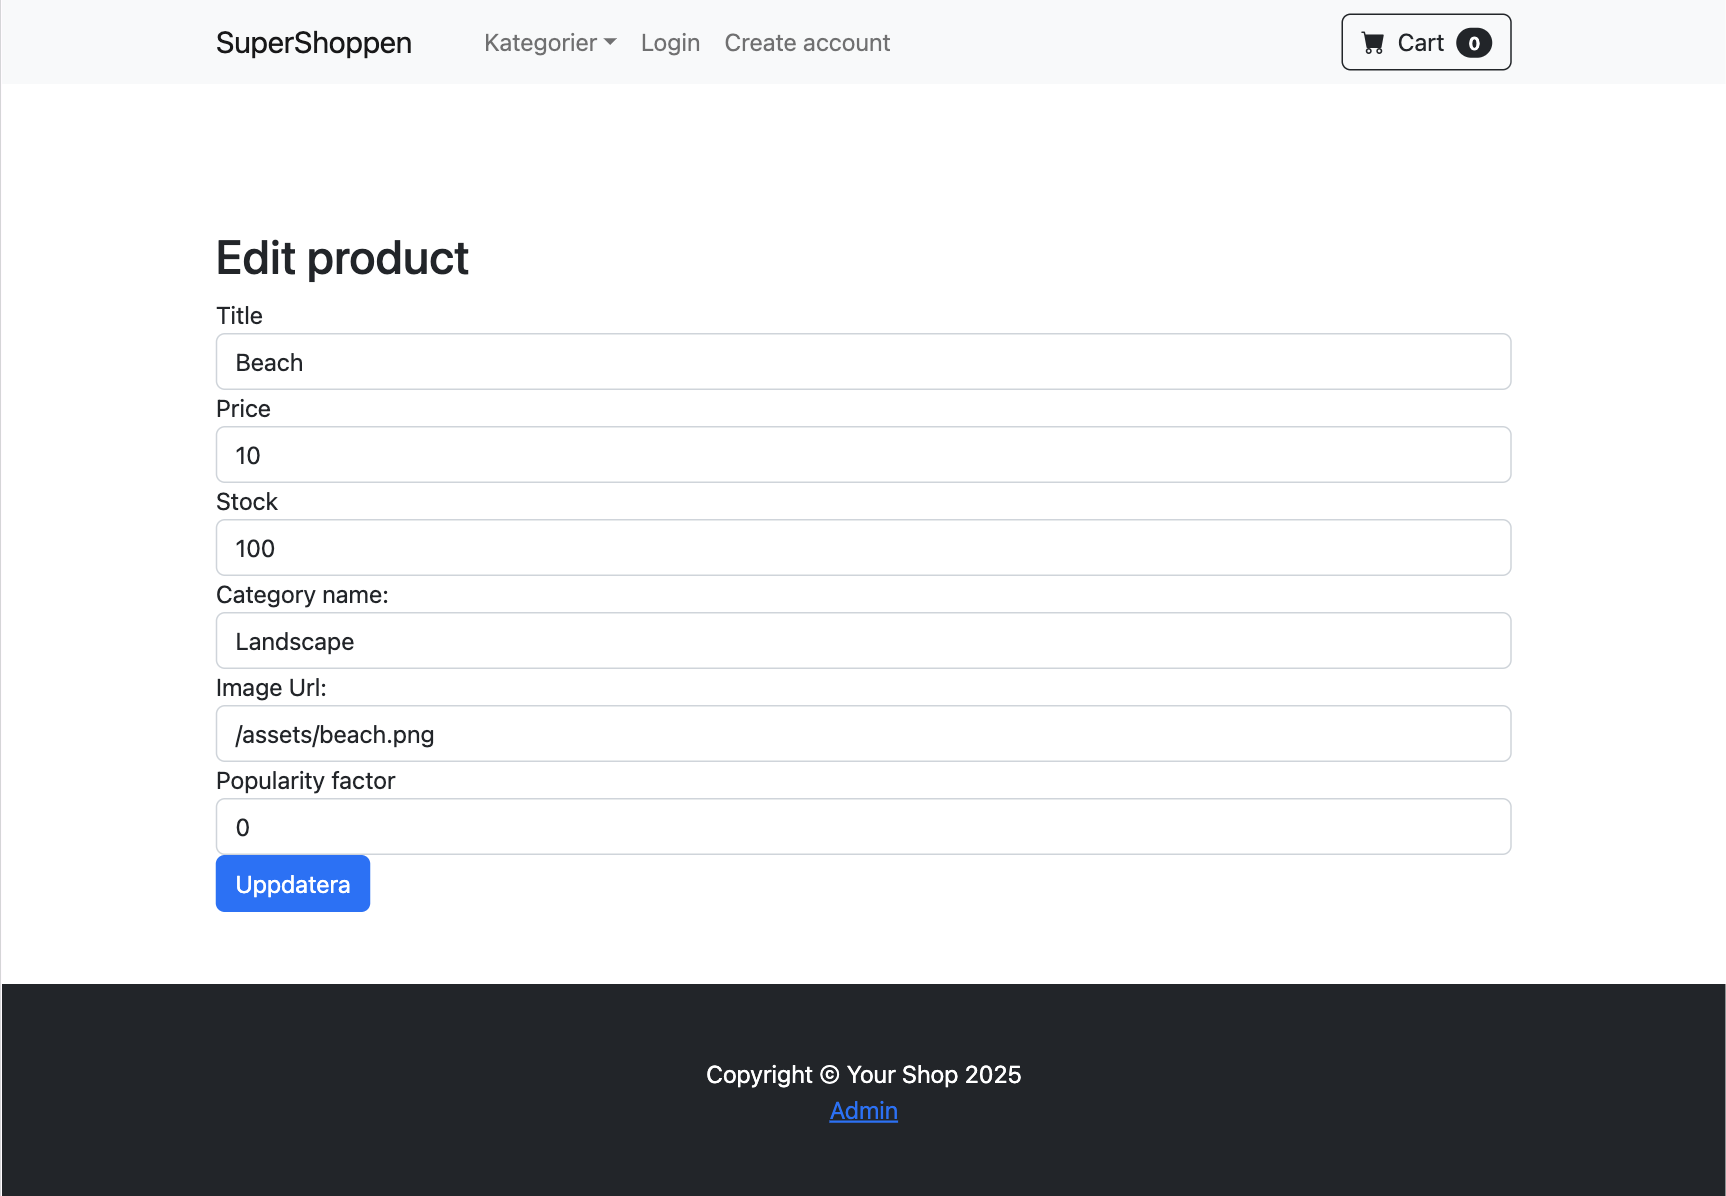 SuperShoppen Kategorier Login Create account Cart 0
Edit product
Title
Beach
Price
10
Stock
100
Category name:
Landscape
Image Url:
/assets/beach.png
Popularity factor
0
Uppdatera
Copyright © Your Shop 2025
Admin